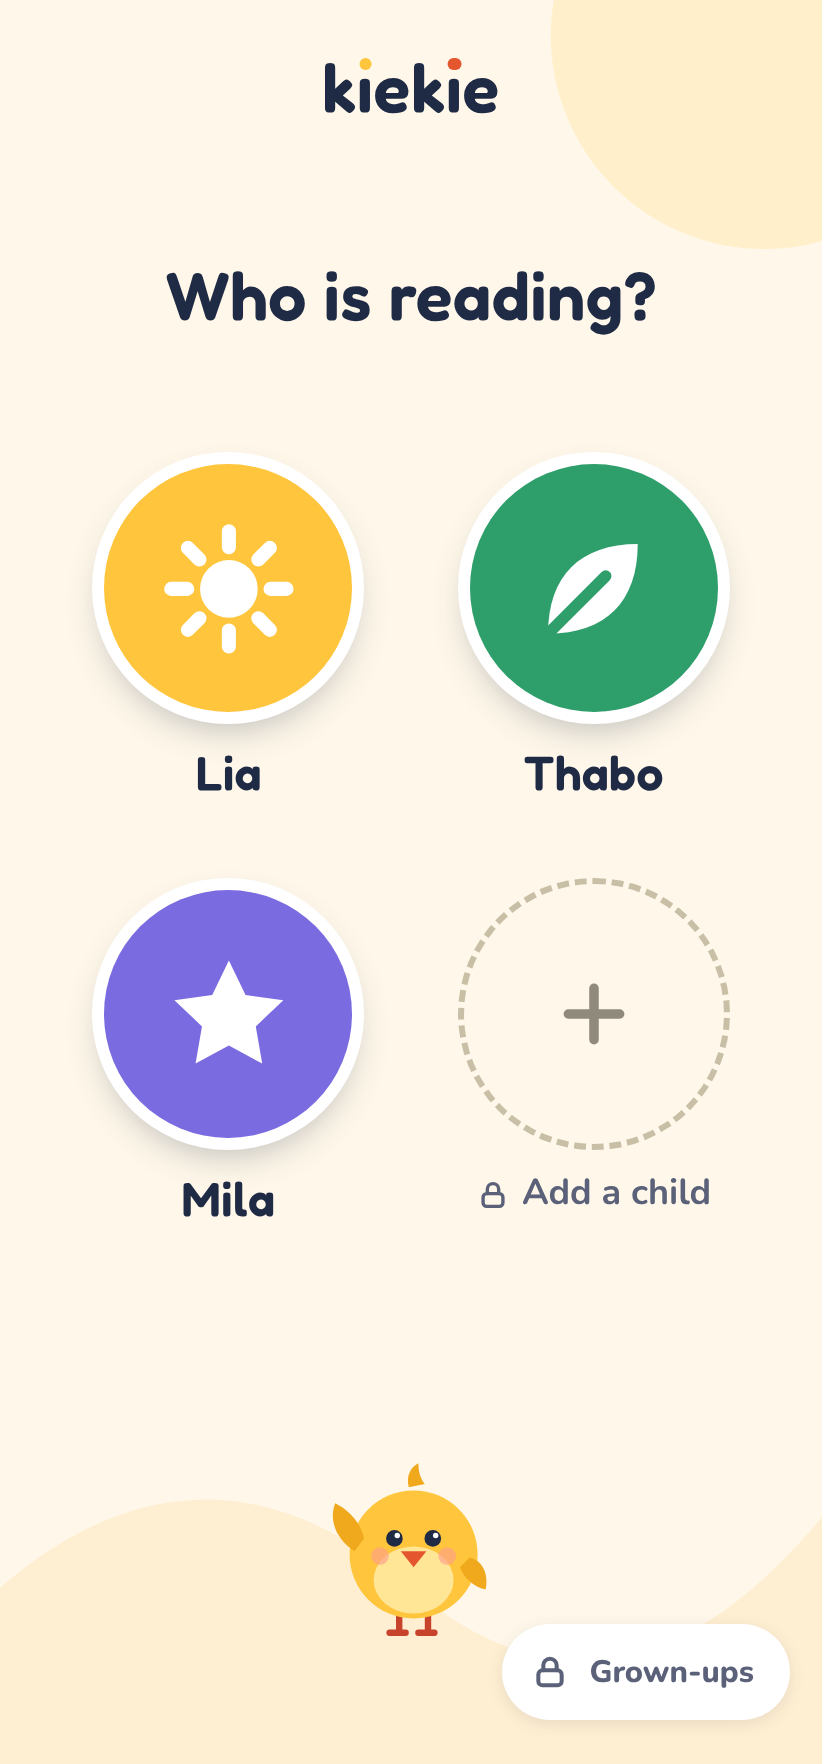 kiekie
Who is reading?
Lia
Thabo
Mila
Add a child
Grown-ups